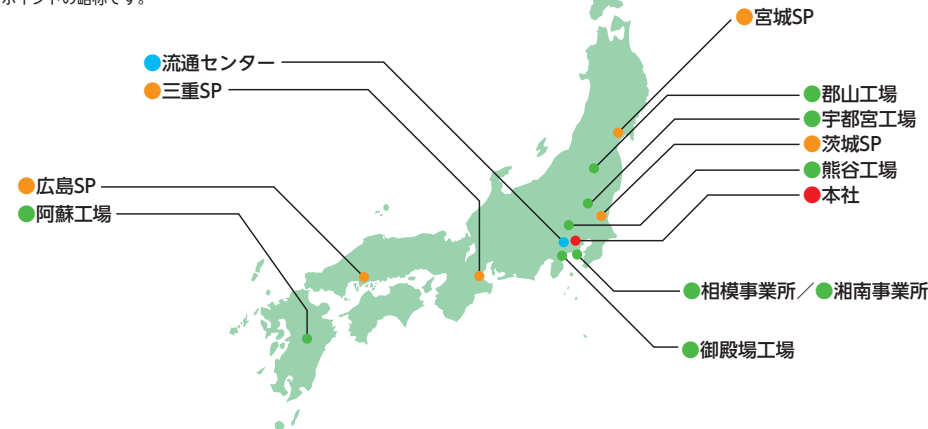 ポイントの略称です。
●宮城SP
●流通センター
●三重SP
●郡山工場
●宇都宮工場
●茨城SP
●熊谷工場
●本社
●広島SP
●阿蘇工場
●相模事業所／●湘南事業所
●御殿場工場